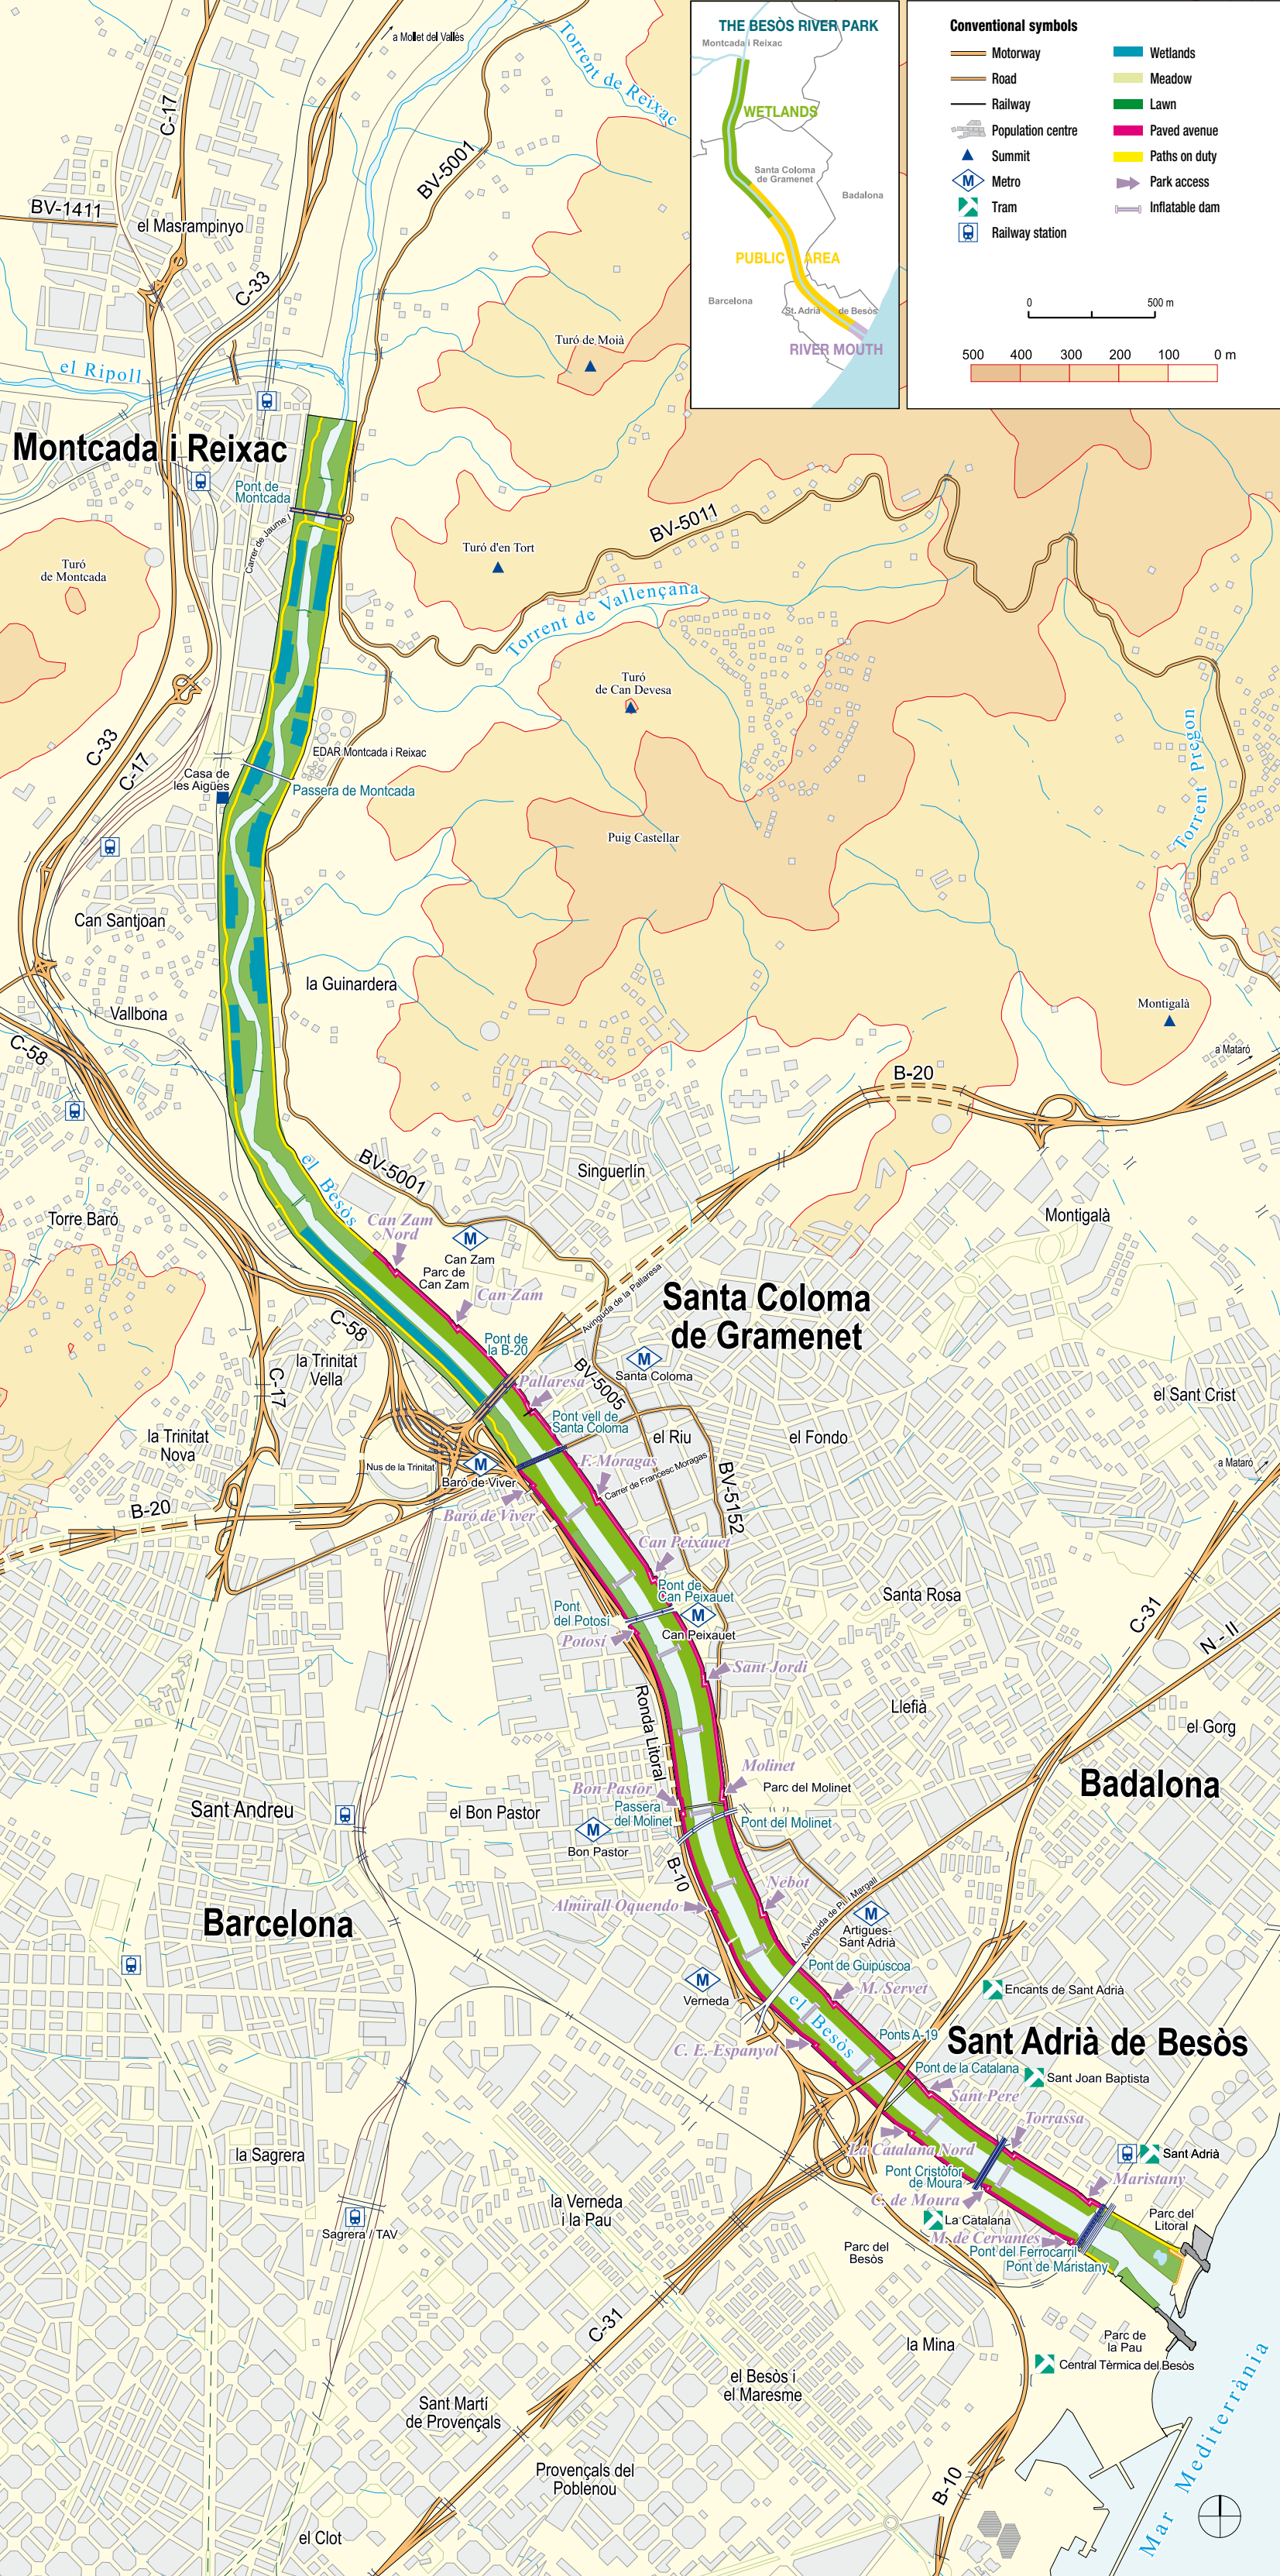 a Mollet del Vallès
Torrent de Reixac
C-17
BV-5001
BV-1411
el Masrampinyo
C-33
el Ripoll
Turó de Moià
Montcada i Reixac
Pont de
Montcada
Carrer de Jaume I
Turó
de Montcada
Turó d'en Tort
BV-5011
Torrent de Vallençana
Turó
de Can Devesa
C-33
C-17
EDAR Montcada i Reixac
Casa de
les Aigües
Passera de Montcada
Puig Castellar
Torrent Pregon
Can Santjoan
la Guinardera
Vallbona
Montigalà
a Mataró
C-58
B-20
BV-5001
el Besòs
Singuerlín
Torre Baró
Can Zam
Nord
Can Zam
Parc de
Can Zam
Can Zam
Montigalà
Avinguda de la Pallaresa
Santa Coloma
de Gramenet
C-58
Pont de
la B-20
la Trinitat
Vella
C-17
Pallaresa
BV-5005
Santa Coloma
el Sant Crist
Pont vell de
Santa Coloma
el Riu
el Fondo
la Trinitat
Nova
Nus de la Trinitat
Baró de Viver
F. Moragas
Carrer de Francesc Moragas
BV-5152
a Mataró
B-20
Baró de Viver
Can Peixauet
Pont de
Can Peixauet
Santa Rosa
Pont
del Potosí
Potosí
Can Peixauet
C-31
N-II
Sant Jordi
Ronda Litoral
Llefià
el Gorg
Molinet
Parc del Molinet
Badalona
Bon Pastor
Passera
del Molinet
Pont del Molinet
Sant Andreu
el Bon Pastor
Bon Pastor
B-10
Nebot
Almirall Oquendo
Avinguda de Pi i Margall
Artigues-
Sant Adrià
Barcelona
Pont de Guipúscoa
Verneda
M. Servet
Encants de Sant Adrià
el Besòs
Ponts A-19
C. E. Espanyol
Sant Adrià de Besòs
Pont de la Catalana
Sant Joan Baptista
Sant Pere
Torrassa
La Catalana Nord
Sant Adrià
la Sagrera
Pont Cristòfor
de Moura
Maristany
C. de Moura
la Verneda
i la Pau
La Catalana
Parc del
Litoral
Sagrera / TAV
M. de Cervantes
Parc del
Besòs
Pont del Ferrocarril
Pont de Maristany
C-31
la Mina
Parc de
la Pau
Central Tèrmica del Besòs
el Besòs i
el Maresme
Sant Martí
de Provençals
Provençals del
Poblenou
B-10
el Clot
Mar Mediterrània
THE BESÒS RIVER PARK
Montcada i Reixac
WETLANDS
Santa Coloma
de Gramenet
Badalona
PUBLIC AREA
Barcelona
St. Adrià de Besòs
RIVER MOUTH
Conventional symbols
Motorway
Road
Railway
Population centre
Summit
M Metro
Tram
Railway station
Wetlands
Meadow
Lawn
Paved avenue
Paths on duty
Park access
Inflatable dam
0 500 m
500 400 300 200 100 0 m